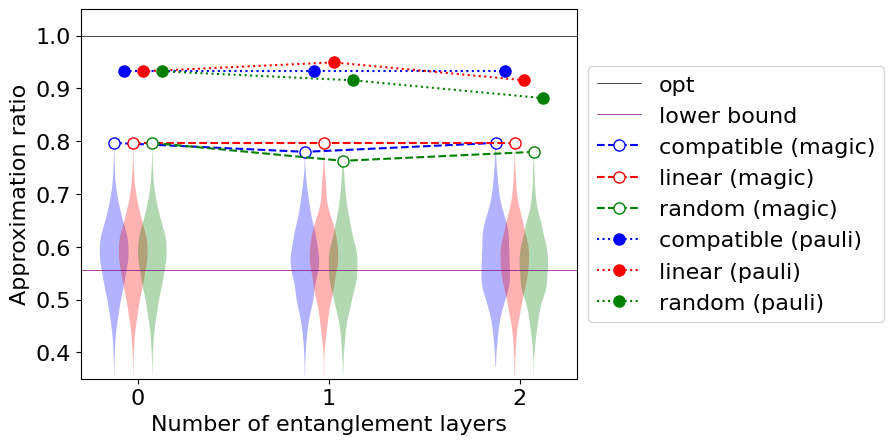 1.0
0.9
0.8
0.7
0.6
0.5
0.4
Approximation ratio
0 1 2
Number of entanglement layers
opt
lower bound
compatible (magic)
linear (magic)
random (magic)
compatible (pauli)
linear (pauli)
random (pauli)